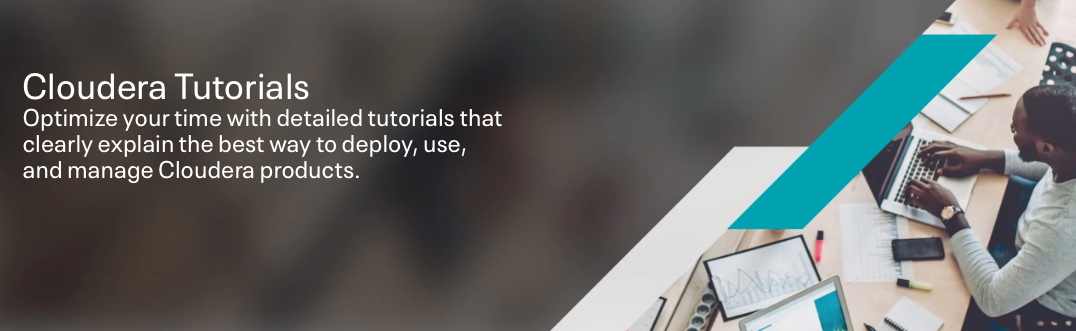 Cloudera Tutorials
Optimize your time with detailed tutorials that
clearly explain the best way to deploy, use,
and manage Cloudera products.